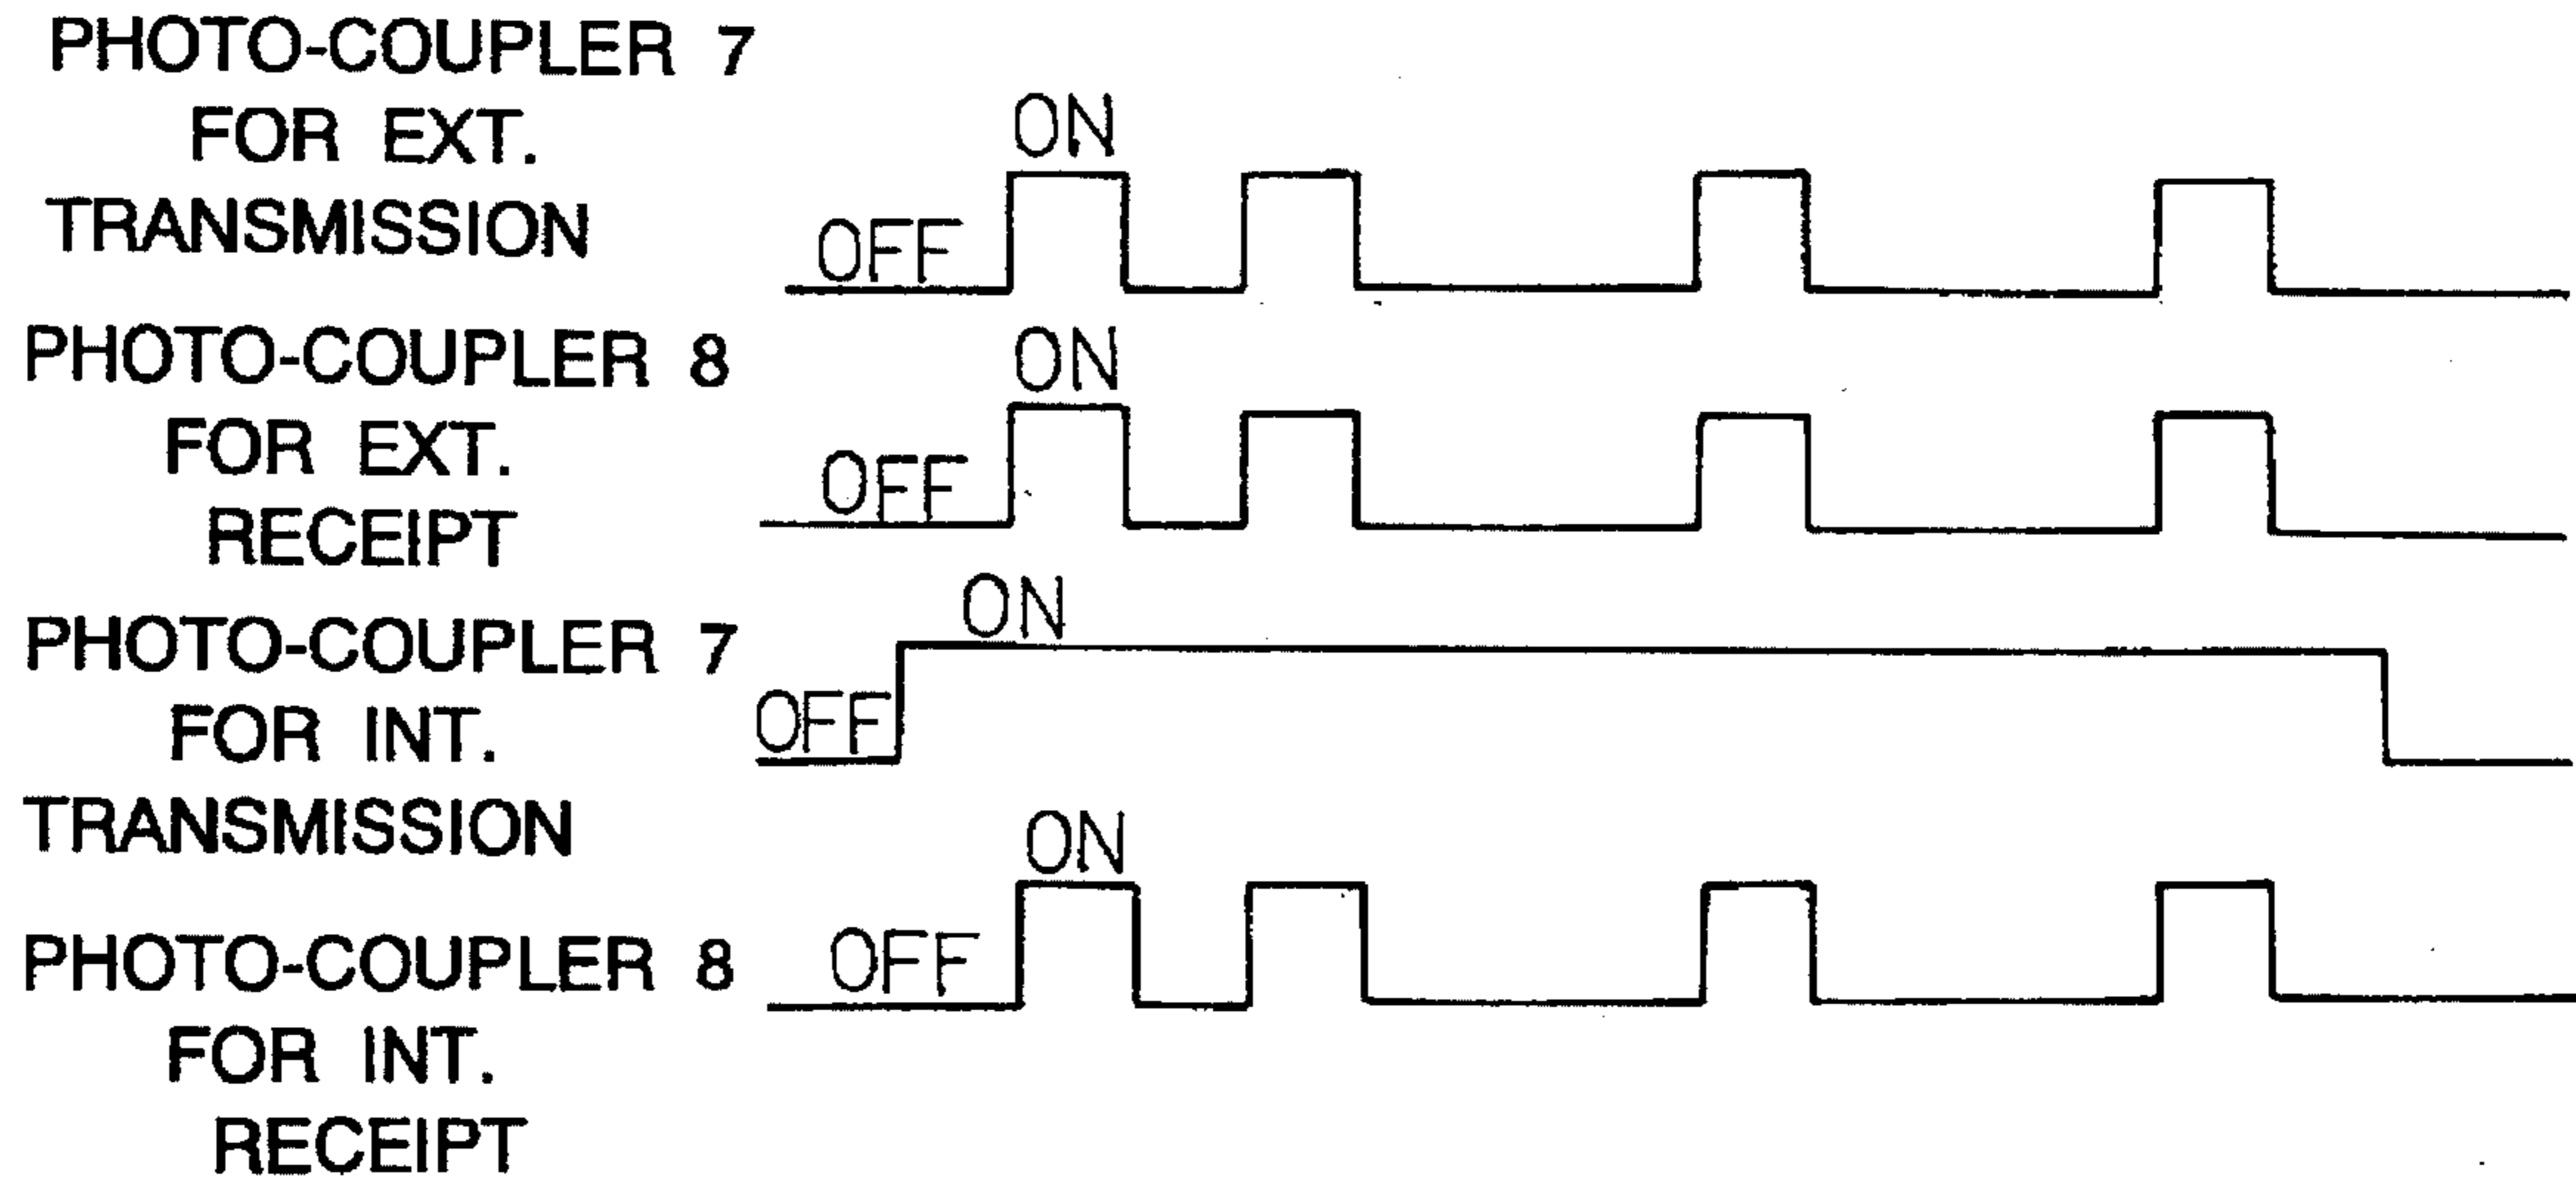 PHOTO-COUPLER 7
FOR EXT.
TRANSMISSION
OFF
ON
PHOTO-COUPLER 8
FOR EXT.
RECEIPT
OFF
ON
PHOTO-COUPLER 7
FOR INT.
TRANSMISSION
OFF
ON
PHOTO-COUPLER 8
FOR INT.
RECEIPT
OFF
ON